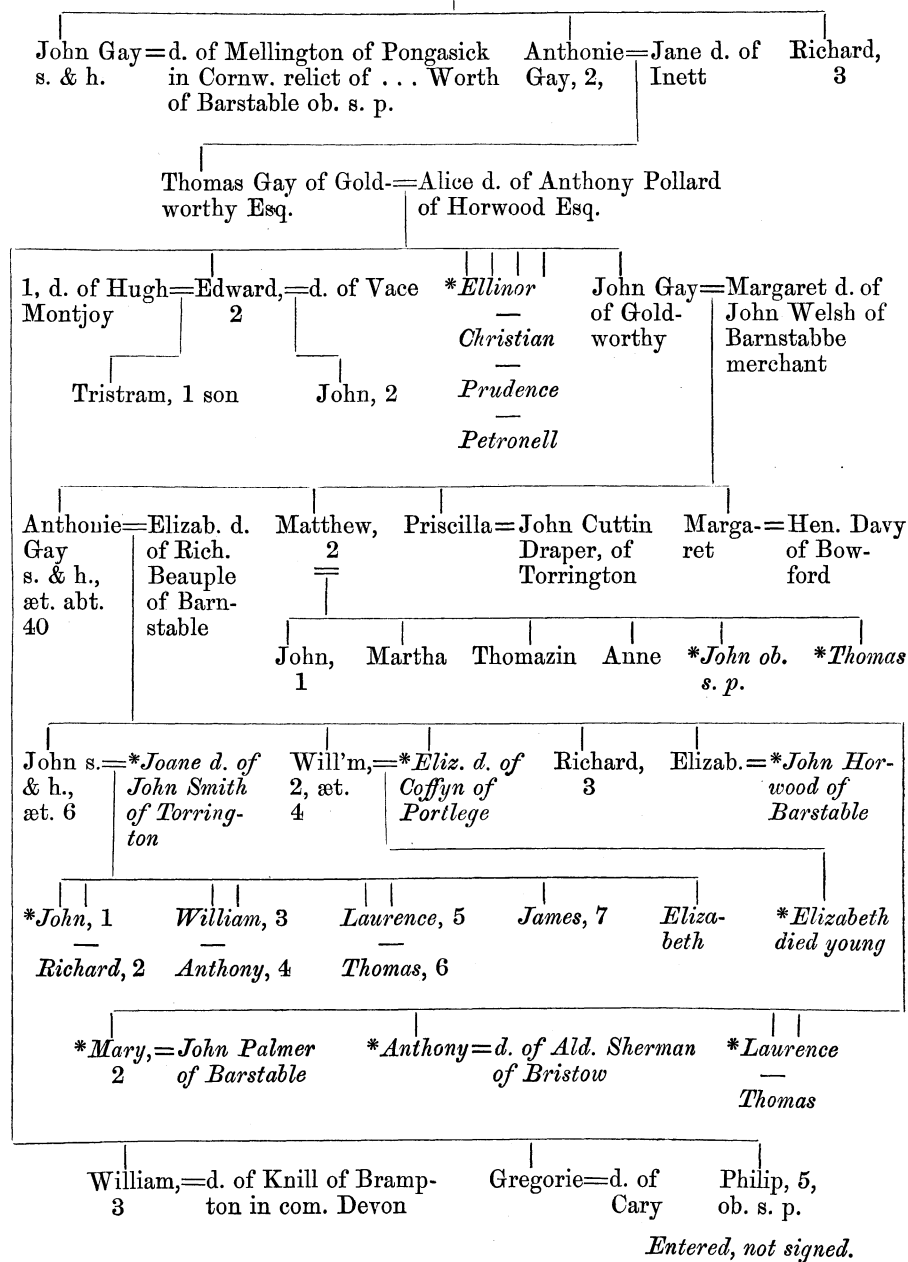 John Gay=d. of Mellington of Pongasick
s. & h.
in Cornw. relict of ... Worth
of Barstable ob. s. p.
Anthonie=Jane d. of
Gay, 2,
Inett
Richard,
3
Thomas Gay of Gold-=Alice d. of Anthony Pollard
worthy Esq.
of Horwood Esq.
1, d. of Hugh=Edward,=d. of Vace
Montjoy
2
Tristram, 1 son
John, 2
*Ellinor
—
Christian
—
Prudence
—
Petronell
John Gay=Margaret d. of
of Gold-
worthy
John Welsh of
Barnstabbe
merchant
Anthonie=Elizab. d.
Gay
s. & h.,
æt. abt.
40
of Rich.
Beauple
of Barn-
stable
Matthew,
2
Priscilla=John Cuttin
Draper, of
Torrington
Marga-=Hen. Davy
ret
of Bow-
ford
John,
1
Martha
Thomazin
Anne
*John ob.
s. p.
*Thomas
John s.=*Joane d. of
& h.,
æt. 6
John Smith
of Torring-
ton
Will'm,=*Eliz. d. of
2, æt.
4
Coffyn of
Portlege
Richard,
3
Elizab.=*John Hor-
wood of
Barstable
*John, 1
—
Richard, 2
William, 3
—
Anthony, 4
Laurence, 5
—
Thomas, 6
James, 7
Eliza-
beth
*Elizabeth
died young
*Mary,=John Palmer
2
of Barstable
*Anthony=d. of Ald. Sherman
of Bristow
*Laurence
—
Thomas
William,=d. of Knill of Bramp-
3
ton in com. Devon
Gregorie=d. of
Cary
Philip, 5,
ob. s. p.
Entered, not signed.